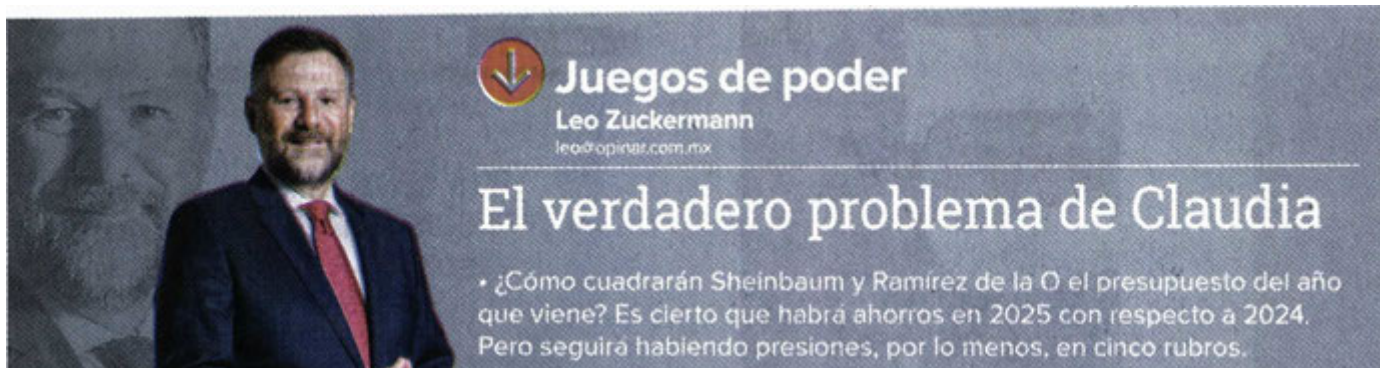 Juegos de poder
Leo Zuckermann
leo@opinar.com.mx
El verdadero problema de Claudia
• ¿Cómo cuadrarán Sheinbaum y Ramírez de la O el presupuesto del año
que viene? Es cierto que habrá ahorros en 2025 con respecto a 2024.
Pero seguirá habiendo presiones, por lo menos, en cinco rubros.